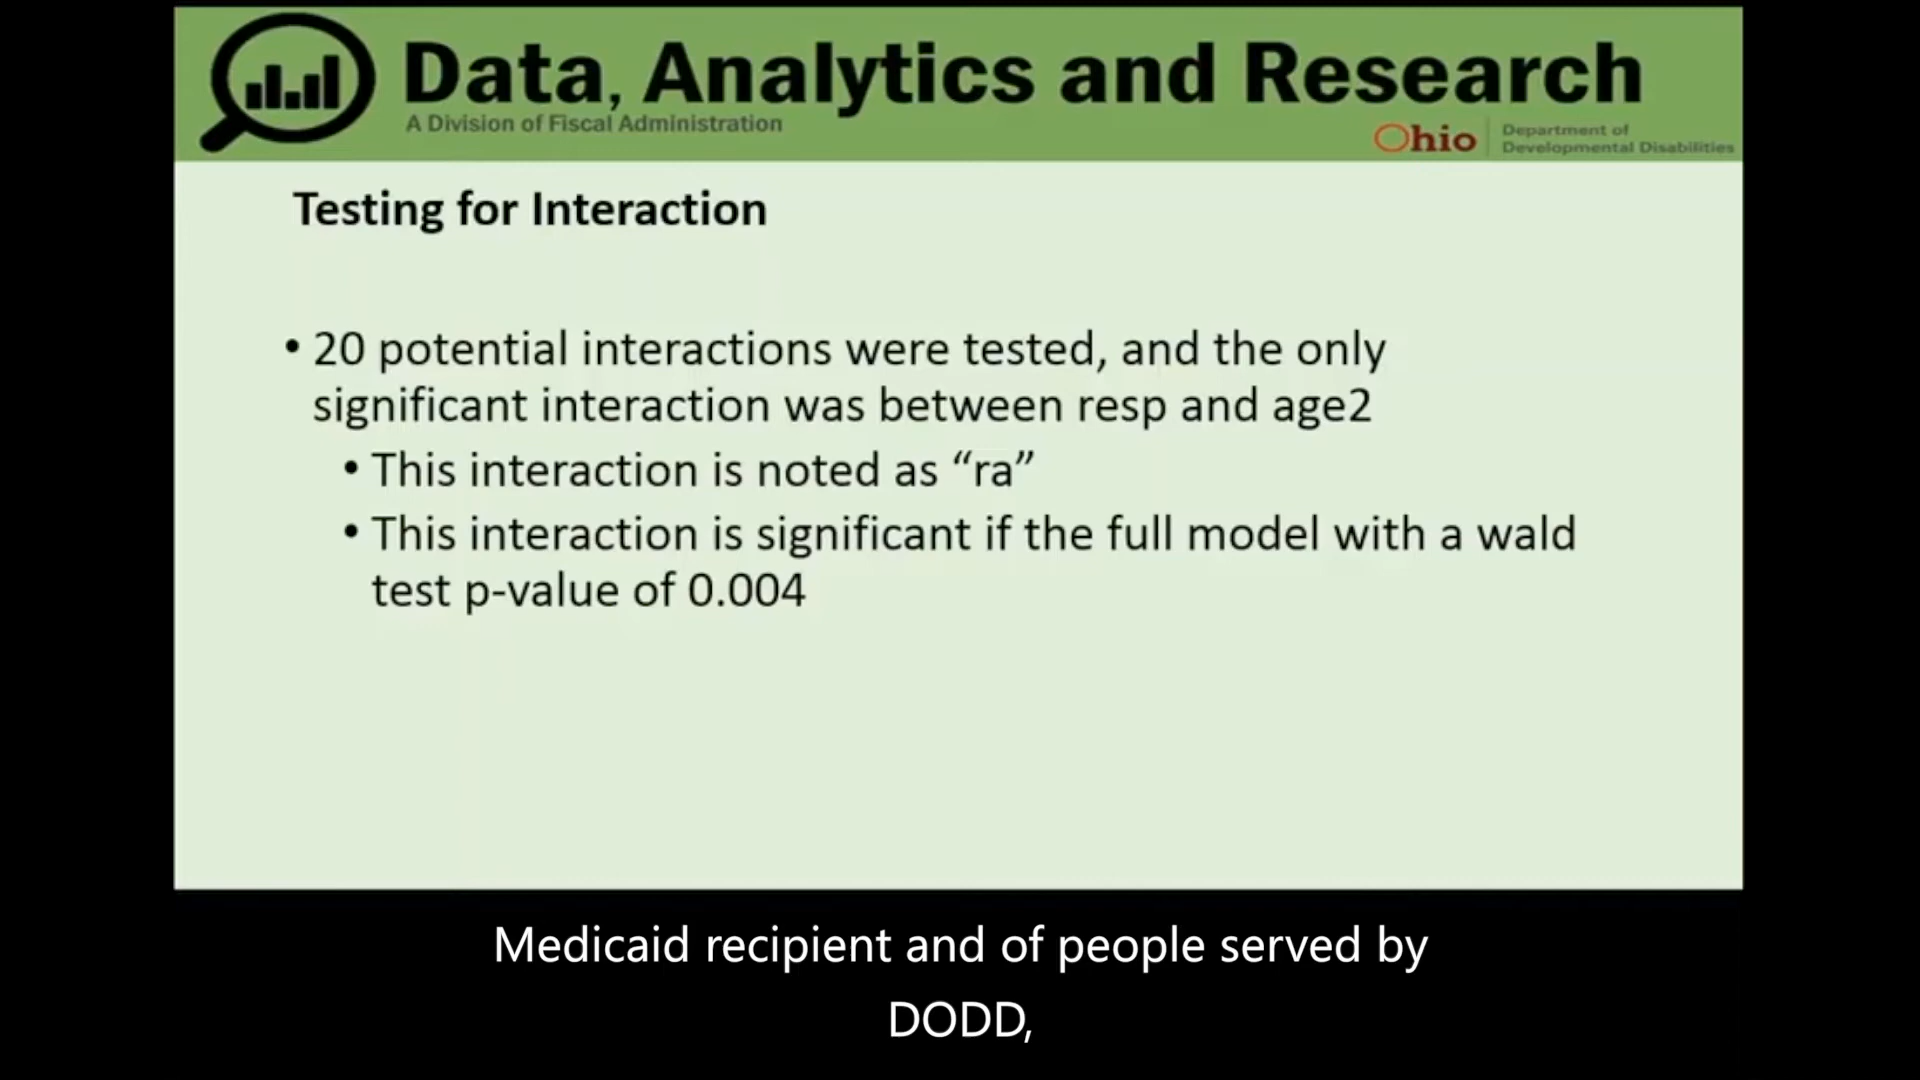 Data, Analytics and Research
A Division of Fiscal Administration
Ohio
Department of
Developmental Disabilities
Testing for Interaction
• 20 potential interactions were tested, and the only
significant interaction was between resp and age2
• This interaction is noted as “ra”
• This interaction is significant if the full model with a wald
test p-value of 0.004
Medicaid recipient and of people served by
DODD,